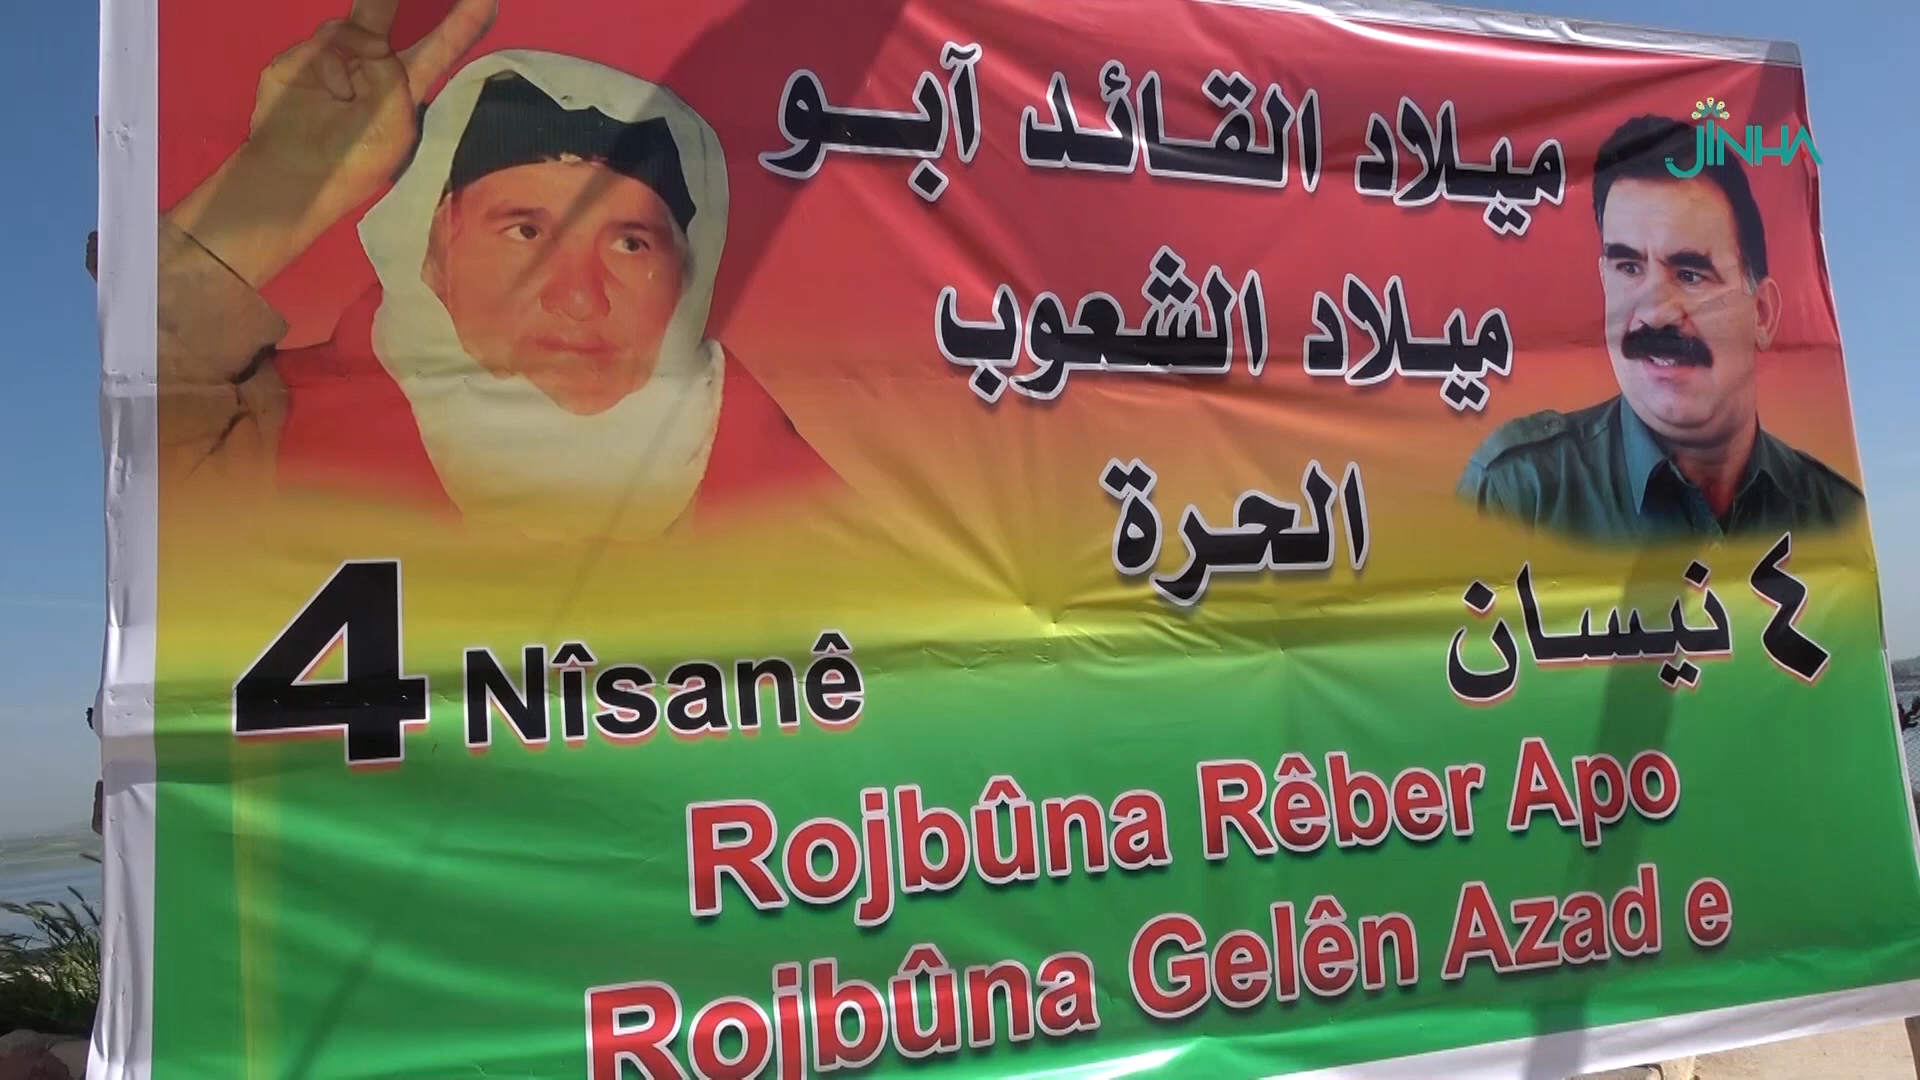 JINHA
ميلاد القائد آبو
ميلاد الشعوب
الحرة
٤ نيسان
4 Nîsanê
Rojbûna Rêber Apo
Rojbûna Gelên Azad e